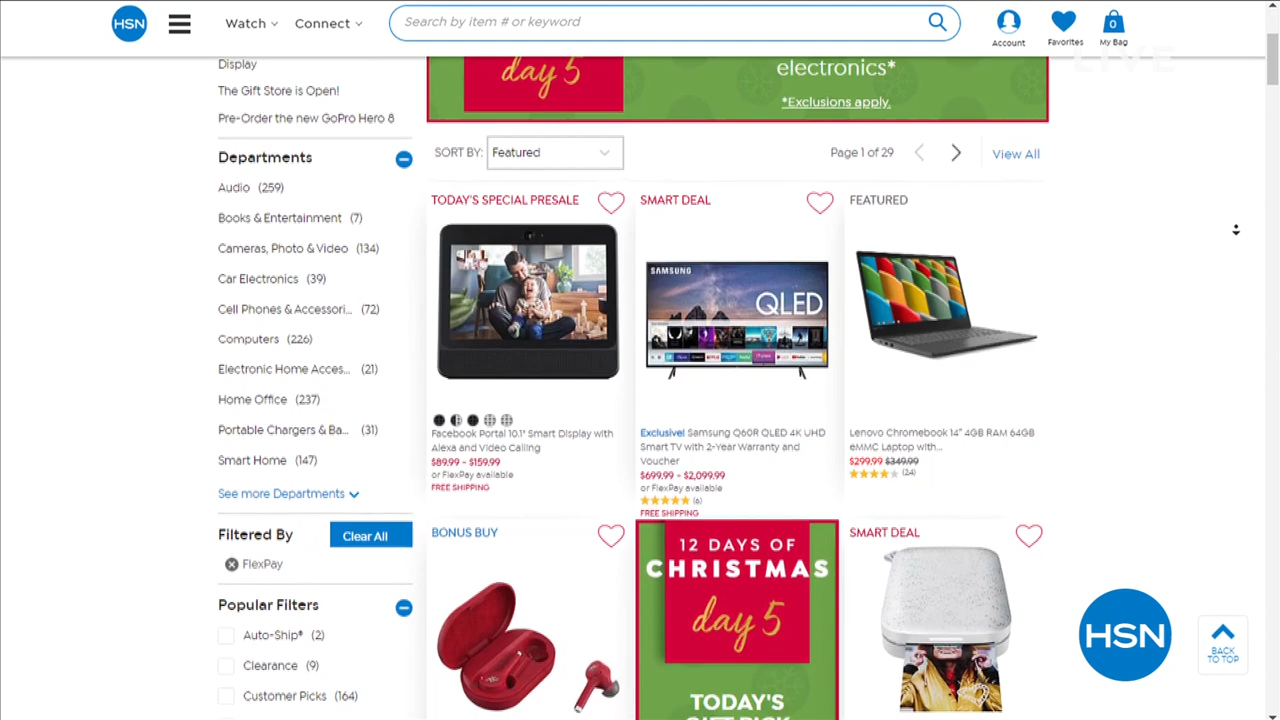 HSN
Watch
Connect
Search by item # or keyword
Account
Favorites
0
My Bag
LIVE
Display
The Gift Store is Open!
Pre-Order the new GoPro Hero 8
Departments
Audio (259)
Books & Entertainment (7)
Cameras, Photo & Video (134)
Car Electronics (39)
Cell Phones & Accessori... (72)
Computers (226)
Electronic Home Acces... (21)
Home Office (237)
Portable Chargers & Ba... (31)
Smart Home (147)
See more Departments
Filtered By
Clear All
FlexPay
Popular Filters
Auto-Ship® (2)
Clearance (9)
Customer Picks (164)
day 5
electronics*
*Exclusions apply.
SORT BY: Featured
Page 1 of 29
View All
TODAY'S SPECIAL PRESALE
Facebook Portal 10.1" Smart Display with
Alexa and Video Calling
$89.99 - $159.99
or FlexPay available
FREE SHIPPING
SMART DEAL
SAMSUNG
QLED
Exclusive! Samsung Q60R QLED 4K UHD
Smart TV with 2-Year Warranty and
Voucher
$699.99 - $2,099.99
or FlexPay available
(6)
FREE SHIPPING
FEATURED
Lenovo Chromebook 14" 4GB RAM 64GB
eMMC Laptop with...
$299.99 $349.99
(24)
BONUS BUY
12 DAYS OF
CHRISTMAS
day 5
TODAY'S
GIFT PICK
SMART DEAL
HSN
BACK
TO TOP